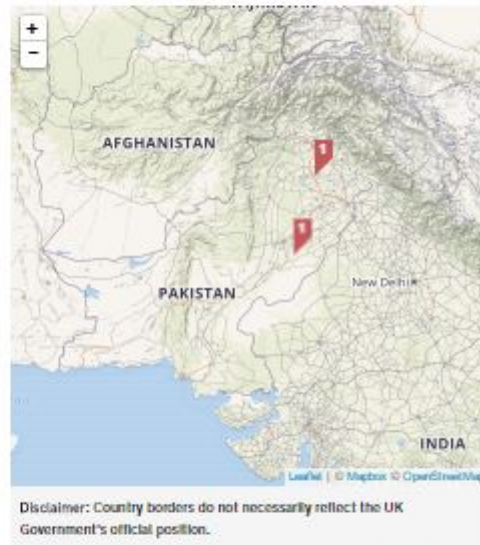 +
−
AFGHANISTAN
1
1
New Delhi
PAKISTAN
INDIA
Leaflet | © Mapbox © OpenStreetMap
Disclaimer: Country borders do not necessarily reflect the UK
Government's official position.